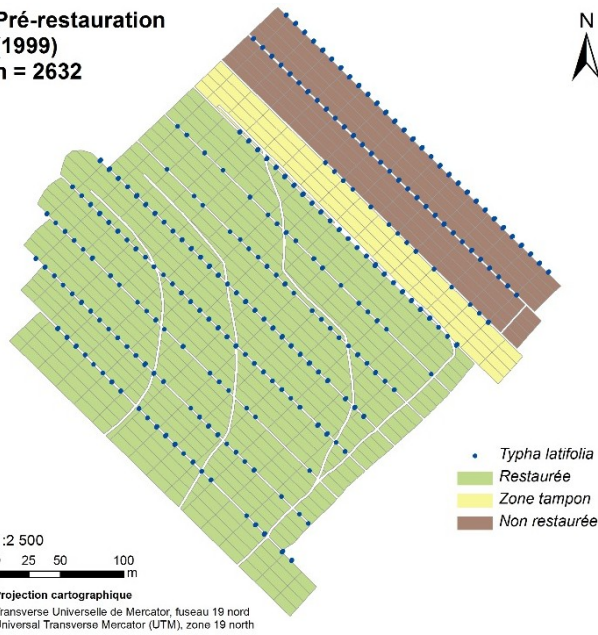 Pré-restauration
(1999)
n = 2632
N
Typha latifolia
Restaurée
Zone tampon
Non restaurée
:2 500
25 50 100
m
Projection cartographique
Transverse Universelle de Mercator, fuseau 19 nord
Universal Transverse Mercator (UTM), zone 19 north